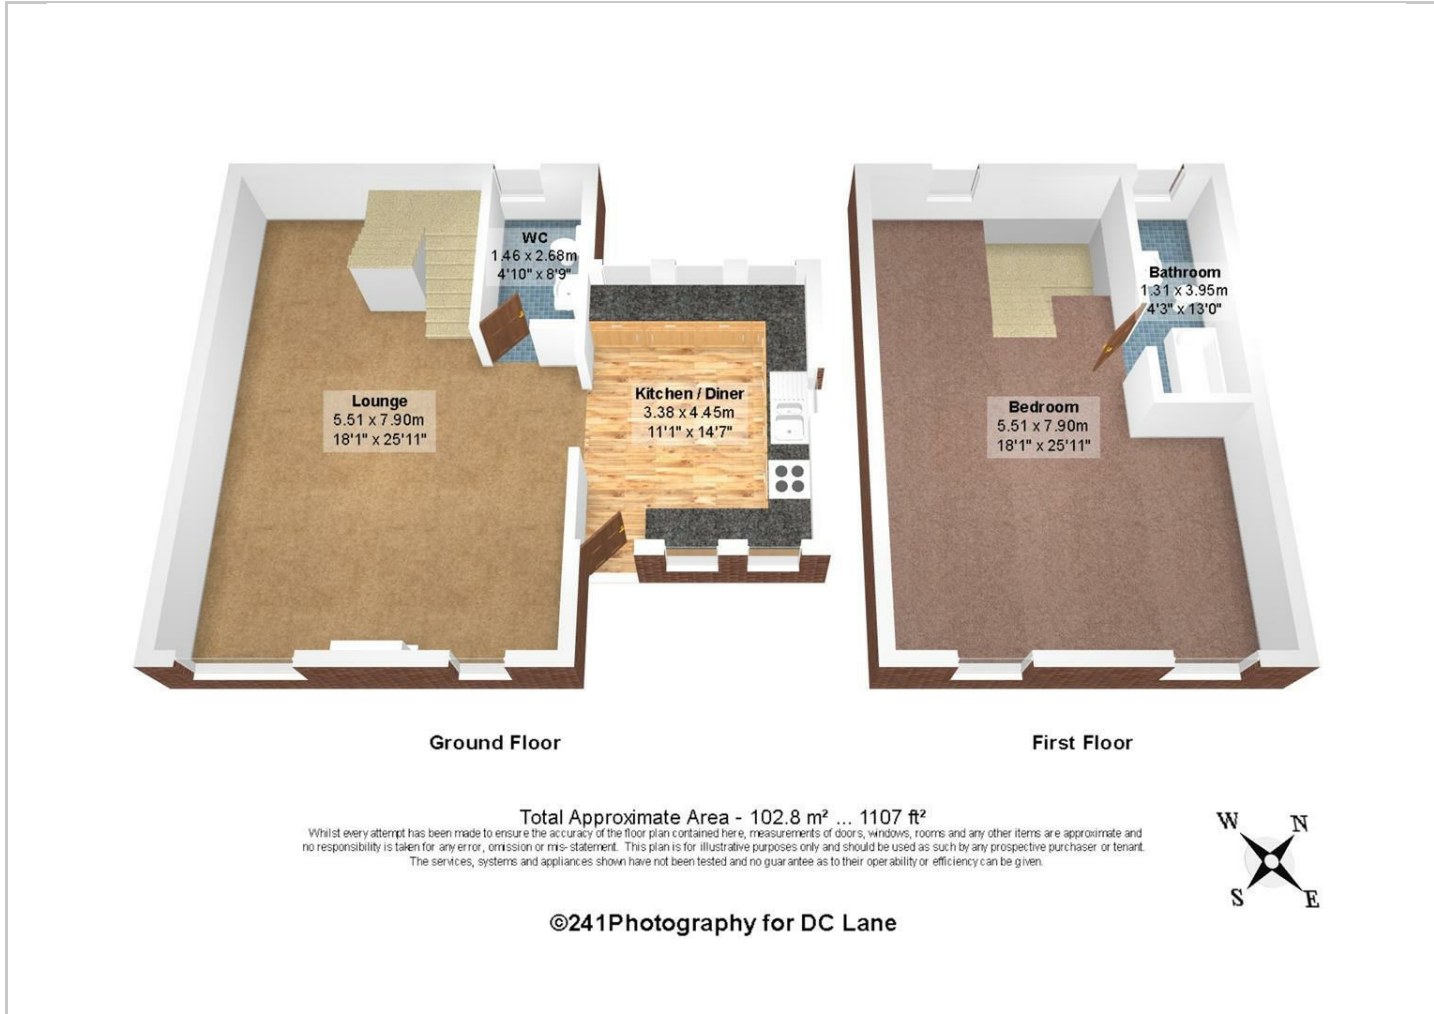 WC
1.46 x 2.68m
4'10" x 8'9"
Lounge
5.51 x 7.90m
18'1" x 25'11"
Kitchen / Diner
3.38 x 4.45m
11'1" x 14'7"
Bathroom
1.31 x 3.95m
4'3" x 13'0"
Bedroom
5.51 x 7.90m
18'1" x 25'11"
Ground Floor
First Floor
Total Approximate Area - 102.8 m² ... 1107 ft²
Whilst every attempt has been made to ensure the accuracy of the floor plan contained here, measurements of doors, windows, rooms and any other items are approximate and
no responsibility is taken for any error, omission or mis-statement. This plan is for illustrative purposes only and should be used as such by any prospective purchaser or tenant.
The services, systems and appliances shown have not been tested and no guarantee as to their operability or efficiency can be given.
W N
S E
©241Photography for DC Lane